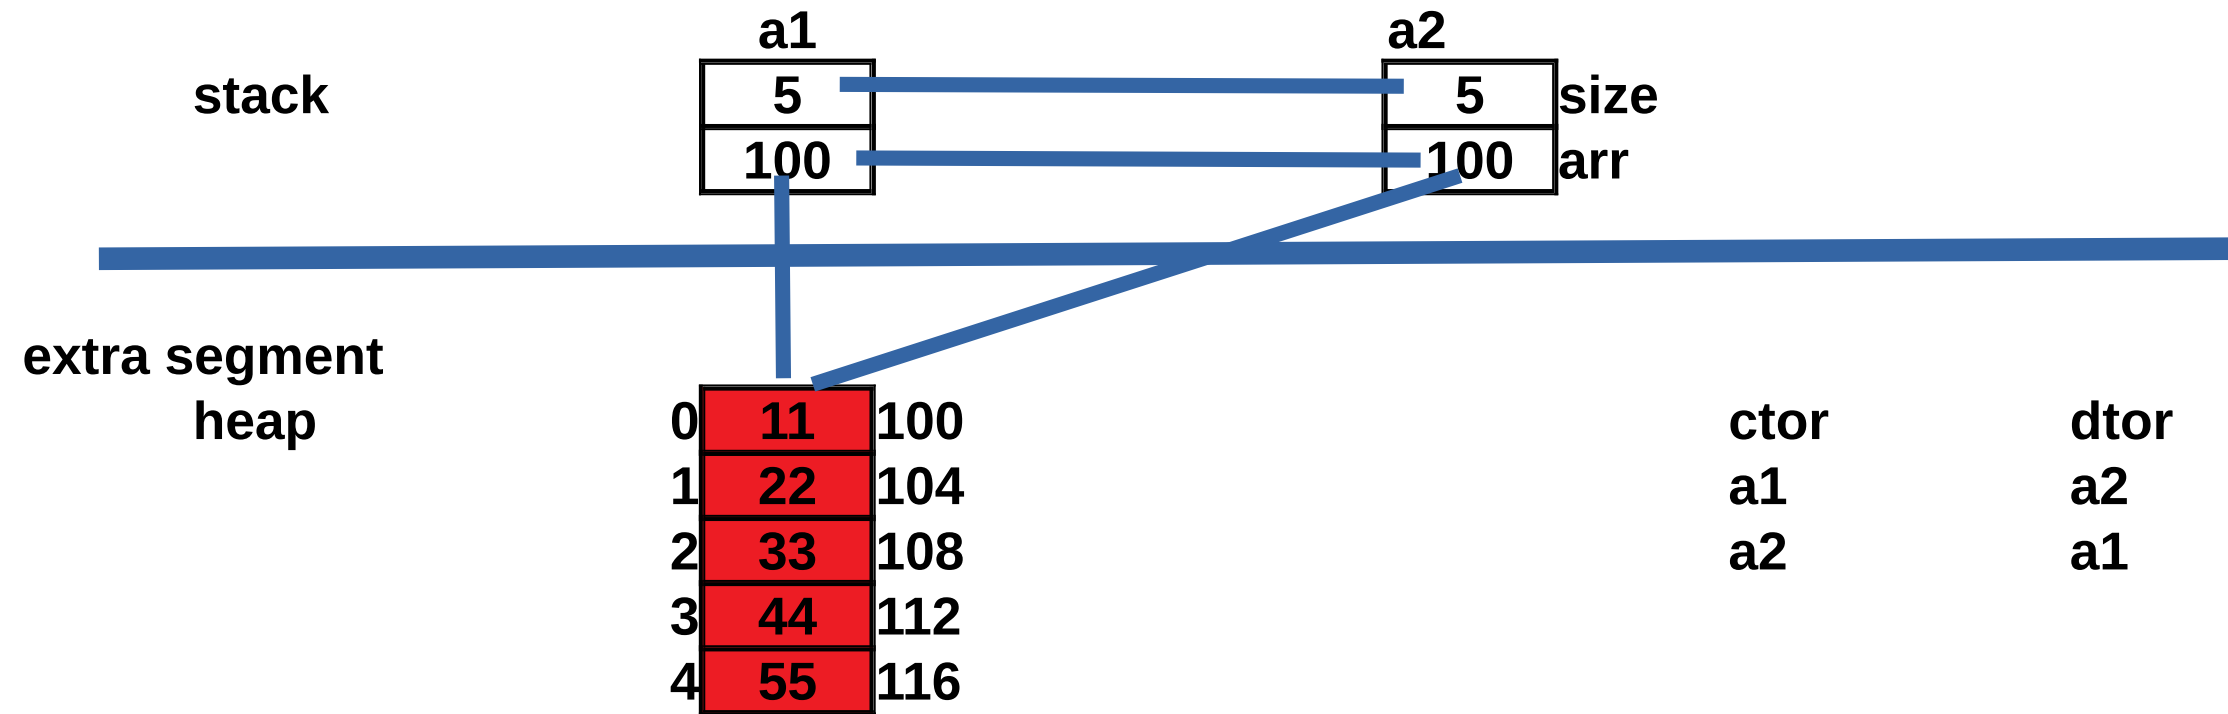 a1 a2
stack 5 5 size
100 100 arr
extra segment
heap 0 11 100 ctor dtor
1 22 104 a1 a2
2 33 108 a2 a1
3 44 112
4 55 116